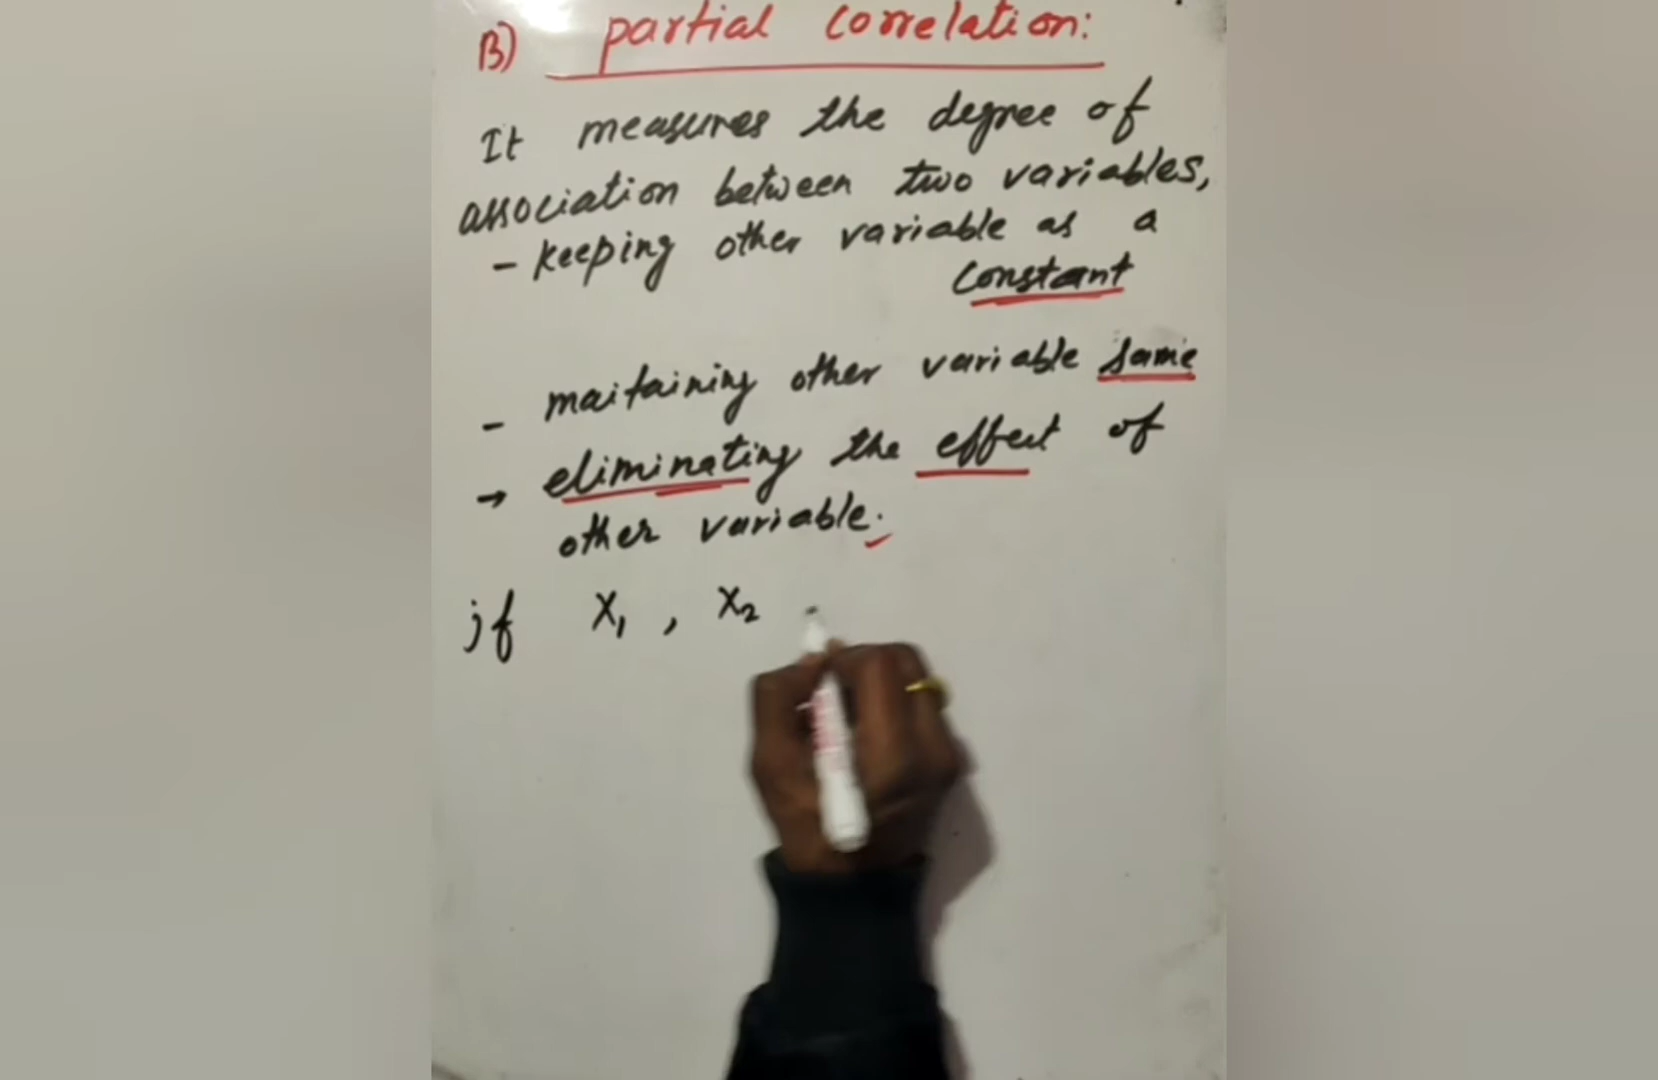 B) partial correlation:
It measures the degree of
association between two variables,
- keeping other variable as a
constant
- maitaining other variable same
→ eliminating the effect of
other variable.
if X₁, X₂